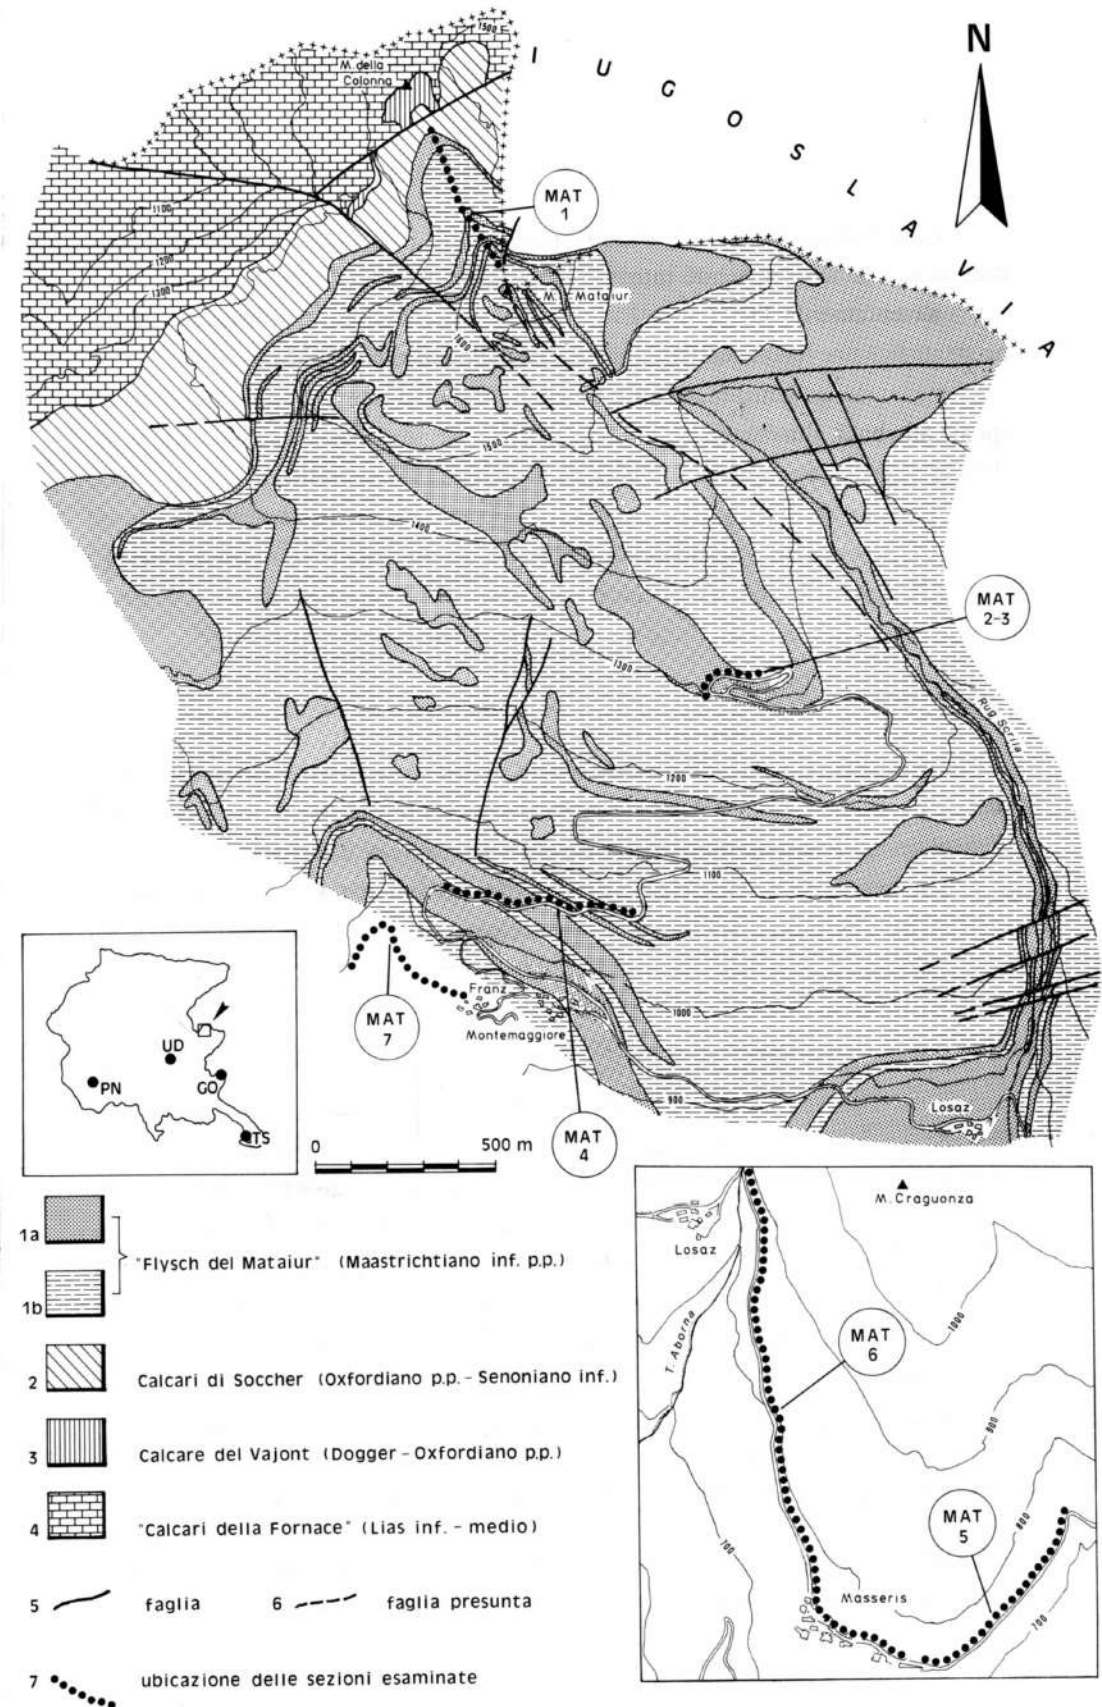 1500
M. della
Colonna
I U G O S L A V I A
N
MAT
1
1100
1200
1300
M. Mataiur
1600
1500
1400
MAT
2-3
1300
Rug Scriia
1200
1100
MAT
7
Franz
Montemaggiore
1000
900
Losaz
UD
PN
GO
TS
0 500 m
MAT
4
1a
1b
"Flysch del Mataiur" (Maastrichtiano inf. p.p.)
2 Calcari di Soccher (Oxfordiano p.p. - Senoniano inf.)
3 Calcare del Vajont (Dogger - Oxfordiano p.p.)
4 "Calcari della Fornace" (Lias inf. - medio)
5 faglia 6 faglia presunta
7 ubicazione delle sezioni esaminate
M. Craguonza
Losaz
T. Aborna
1000
MAT
6
900
800
MAT
5
700
Masseris
700